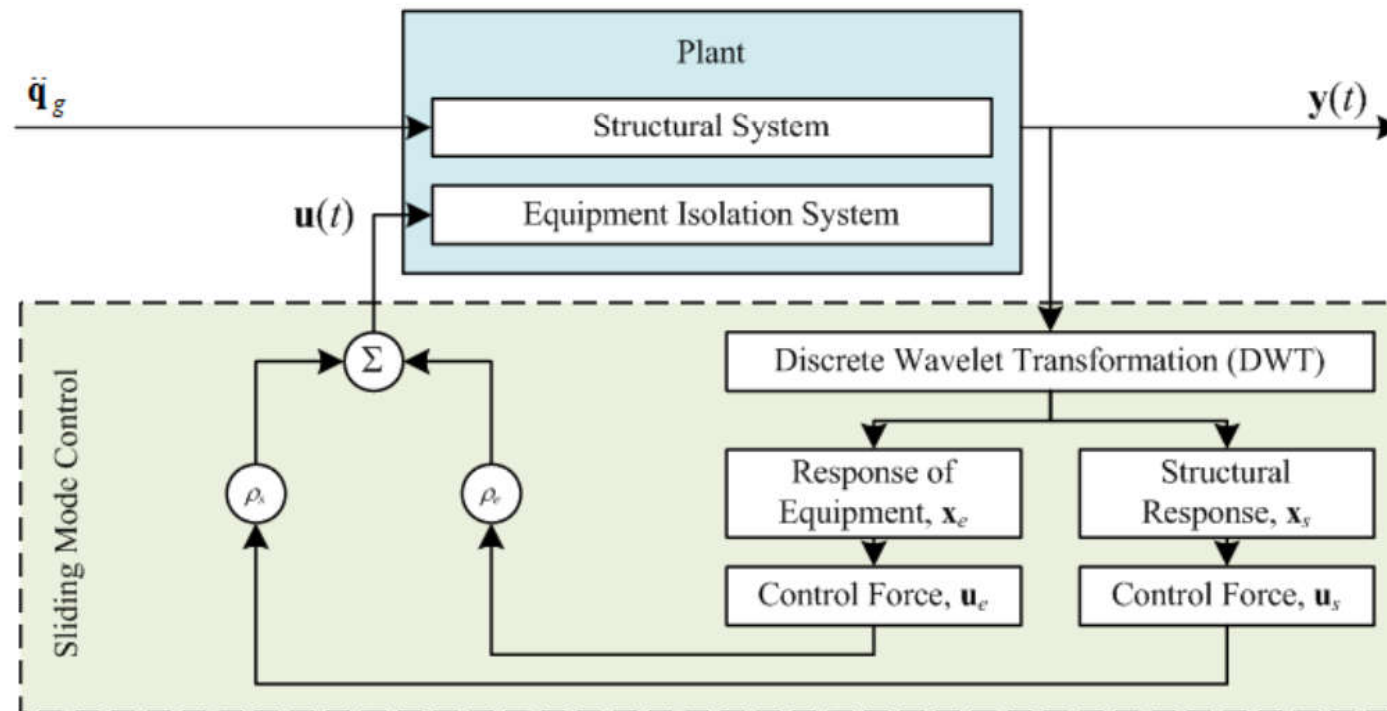 Plant
q̈g
Structural System
y(t)
u(t)
Equipment Isolation System
Σ
Discrete Wavelet Transformation (DWT)
Sliding Mode Control
ρs
ρe
Response of
Equipment, xe
Structural
Response, xs
Control Force, ue
Control Force, us